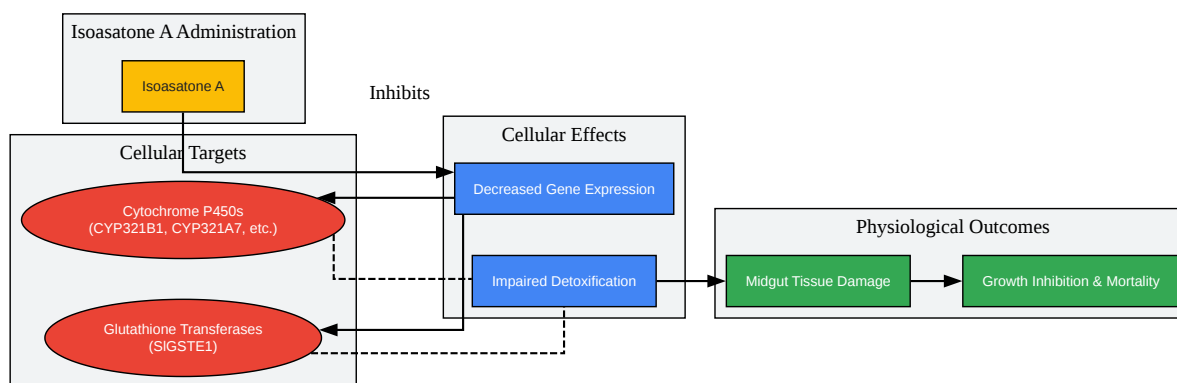 Isoasatone A Administration
Isoasatone A
Inhibits
Cellular Targets
Cytochrome P450s
(CYP321B1, CYP321A7, etc.)
Glutathione Transferases
(SlGSTE1)
Cellular Effects
Decreased Gene Expression
Impaired Detoxification
Physiological Outcomes
Midgut Tissue Damage
Growth Inhibition & Mortality